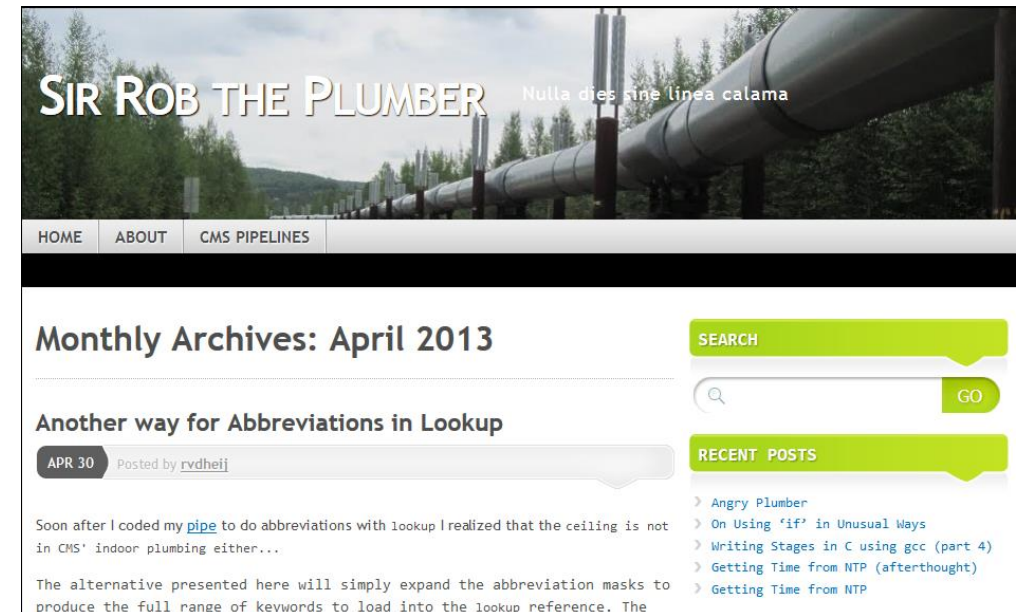 SIR ROB THE PLUMBER
Nulla dies sine linea calama
HOME
ABOUT
CMS PIPELINES
Monthly Archives: April 2013
Another way for Abbreviations in Lookup
APR 30
Posted by rvdheij
Soon after I coded my pipe to do abbreviations with lookup I realized that the ceiling is not
in CMS' indoor plumbing either...
The alternative presented here will simply expand the abbreviation masks to
produce the full range of keywords to load into the lookup reference. The
SEARCH
GO
RECENT POSTS
Angry Plumber
On Using ‘if’ in Unusual Ways
Writing Stages in C using gcc (part 4)
Getting Time from NTP (afterthought)
Getting Time from NTP